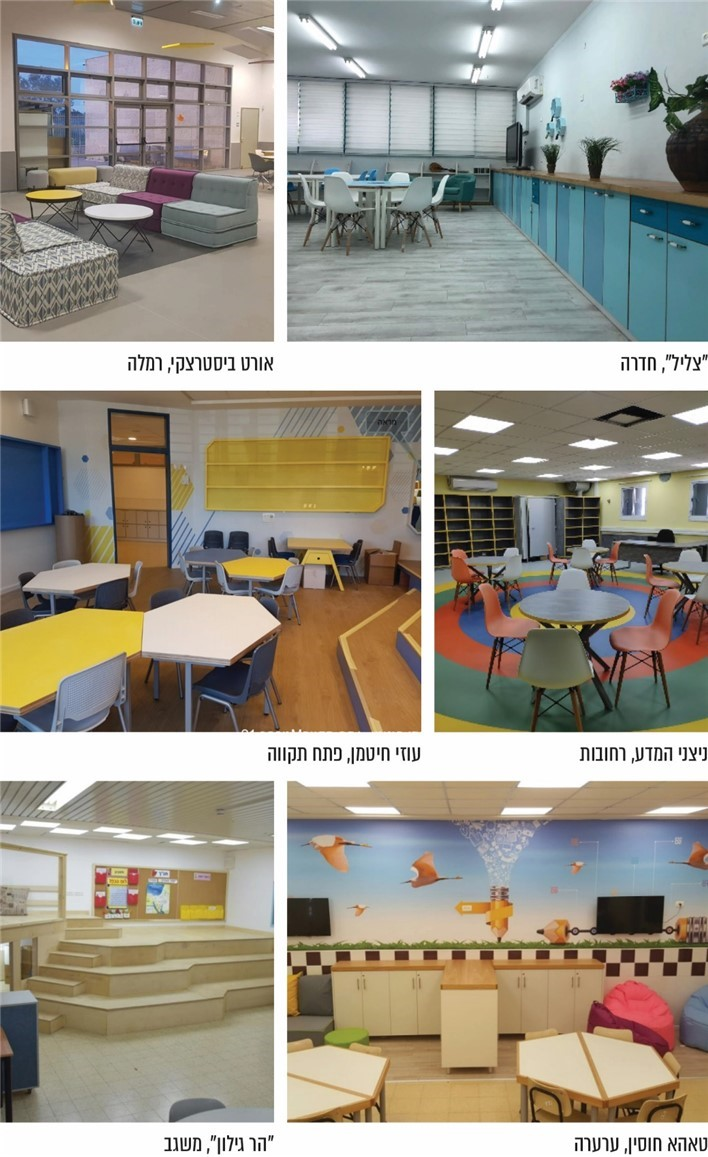 "צליל", חדרה
אורט ביסטרצקי, רמלה
ניצני המדע, רחובות
עוזי חיטמן, פתח תקווה
טאהא חוסין, ערערה
"הר גילון", משגב